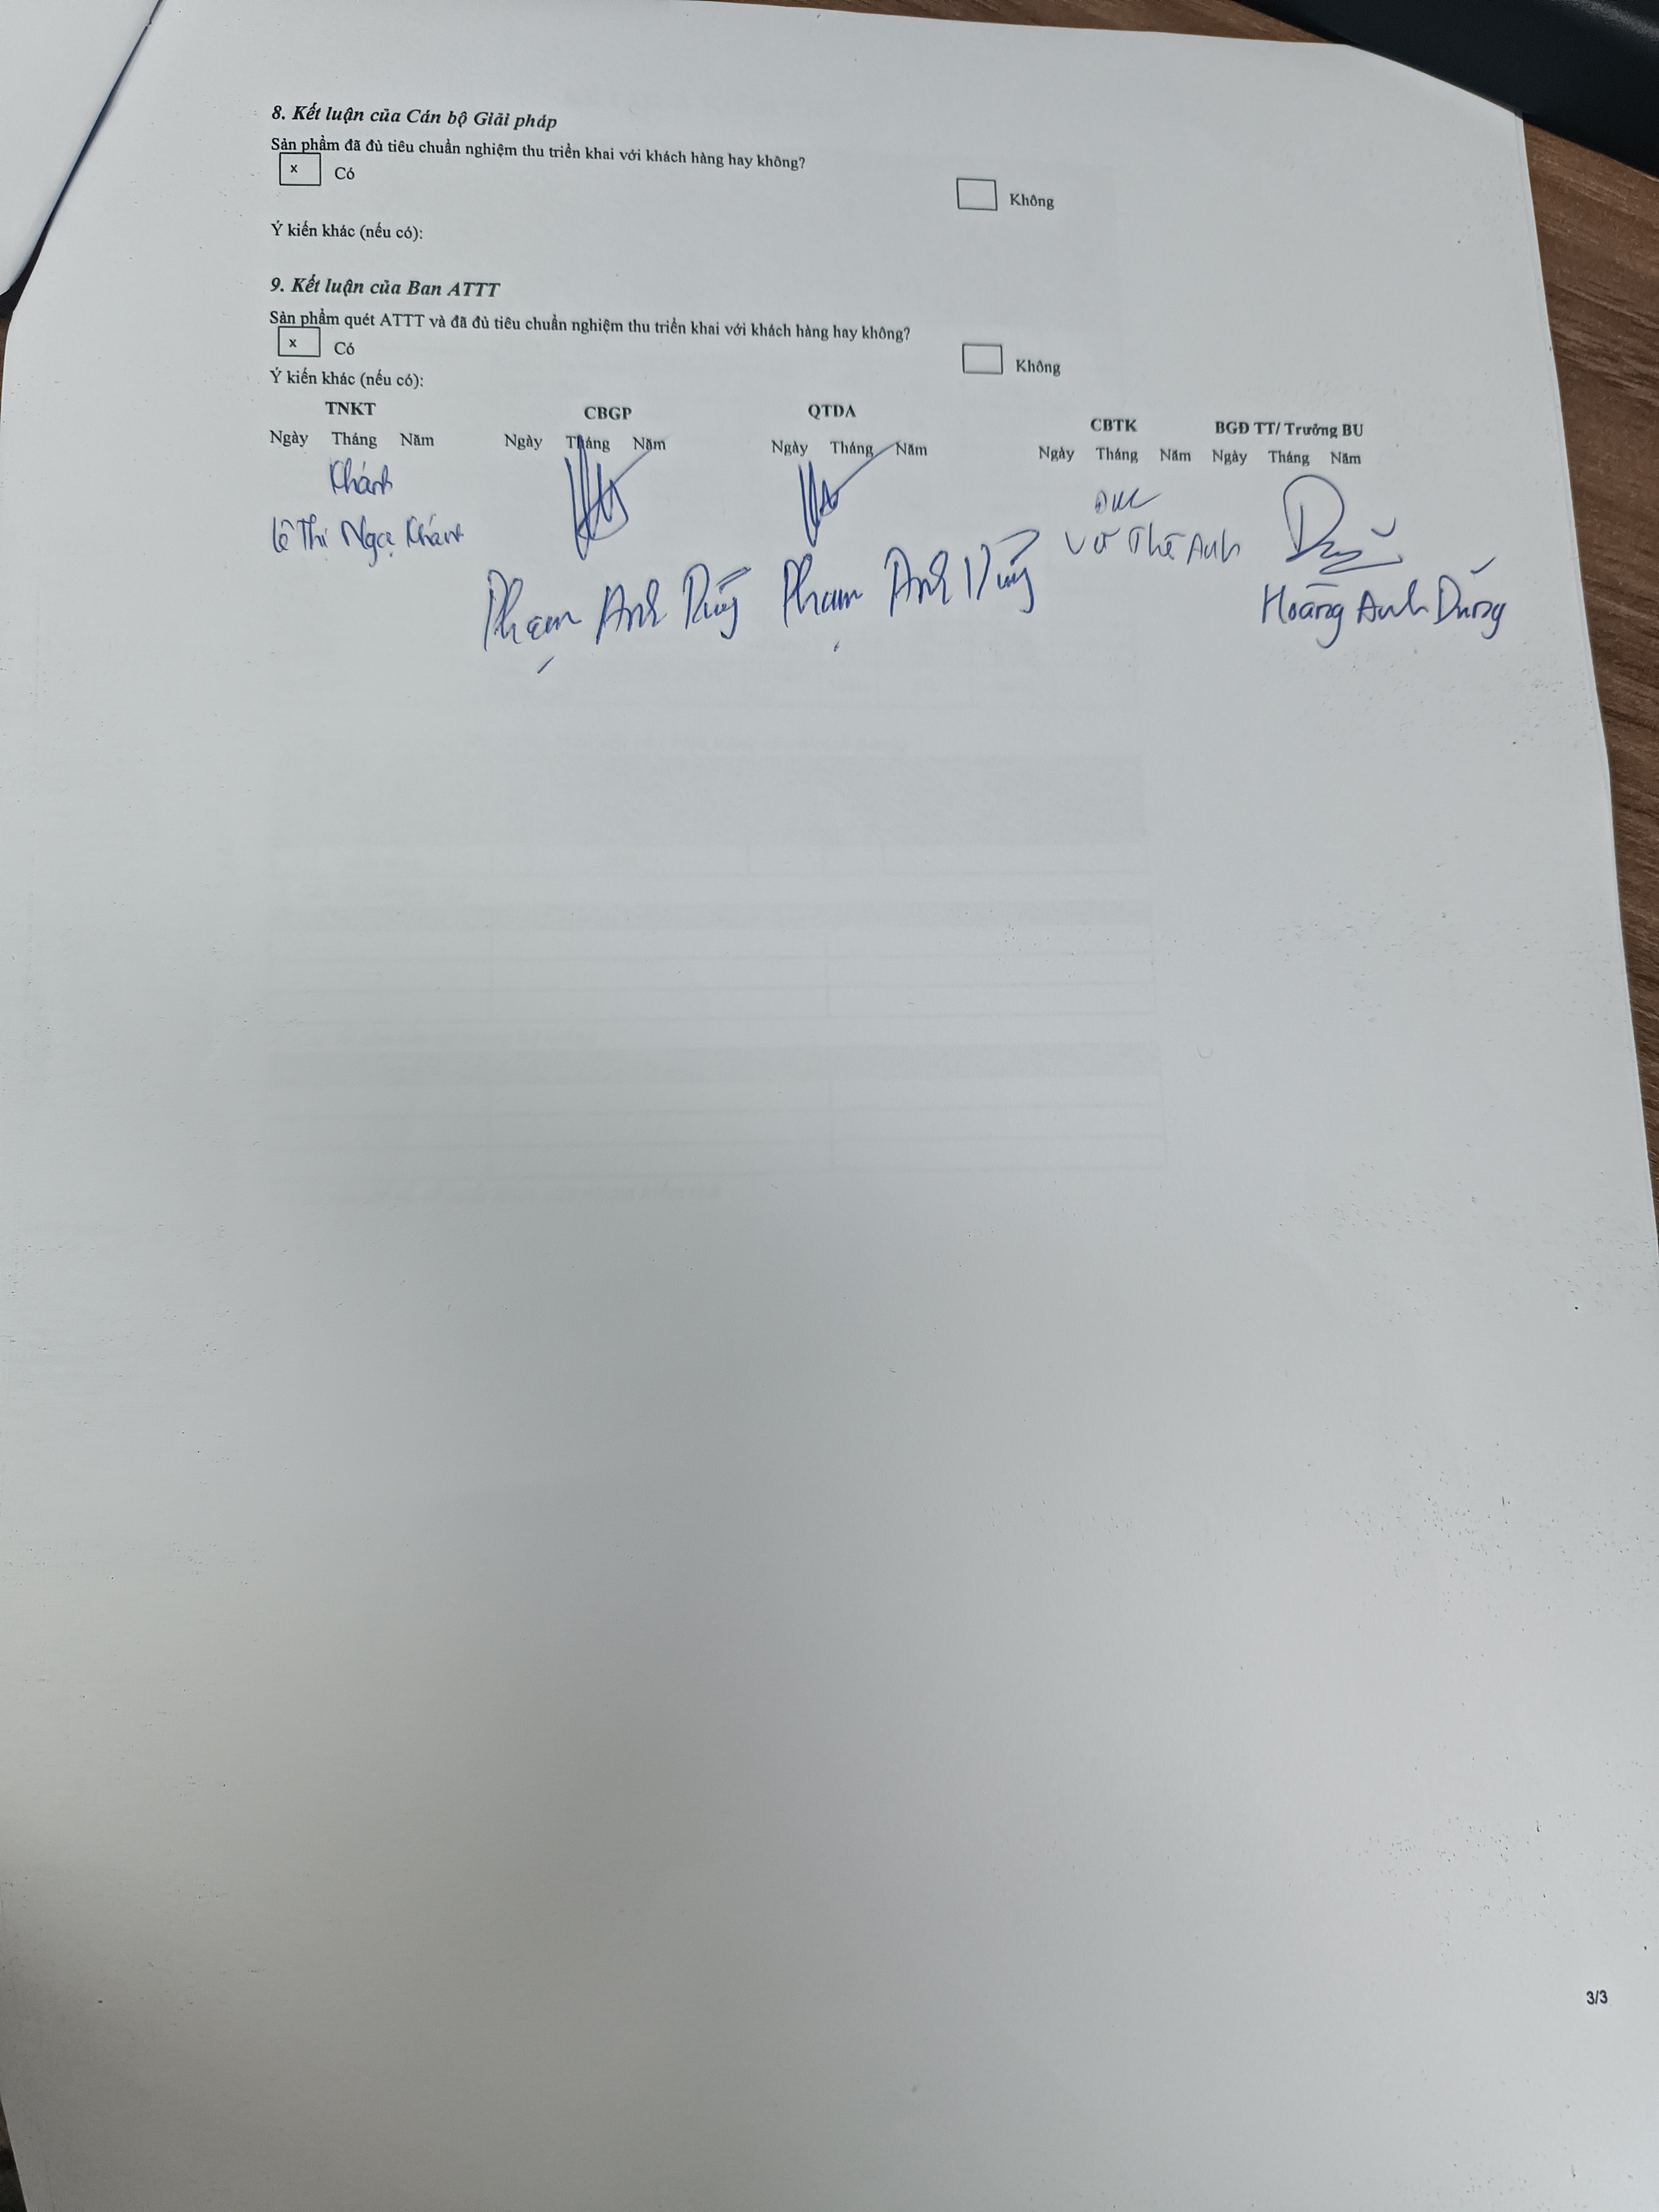 8. Kết luận của Cán bộ Giải pháp
Sản phẩm đã đủ tiêu chuẩn nghiệm thu triển khai với khách hàng hay không?
x Có Không
Ý kiến khác (nếu có):
9. Kết luận của Ban ATTT
Sản phẩm quét ATTT và đã đủ tiêu chuẩn nghiệm thu triển khai với khách hàng hay không?
x Có Không
Ý kiến khác (nếu có):
TNKT CBGP QTDA CBTK BGĐ TT/ Trưởng BU
Ngày Tháng Năm Ngày Tháng Năm Ngày Tháng Năm Ngày Tháng Năm Ngày Tháng Năm
Khánh
Lê Thị Ngọc Khánh Thế Anh
Phạm Anh Dũng Phạm Anh Dũng Hoàng Anh Dũng
3/3